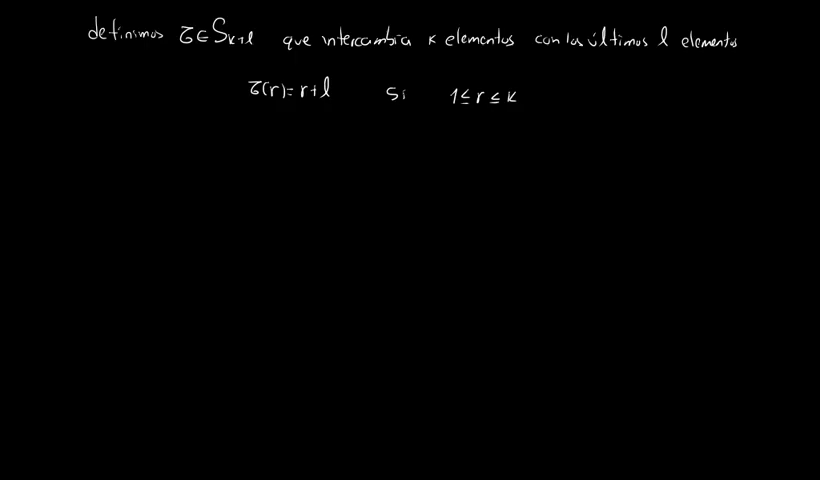 definimos τ ∈ S_{k+l} que intercambia k elementos con los últimos l elementos
τ(r) = r + l si 1 ≤ r ≤ k